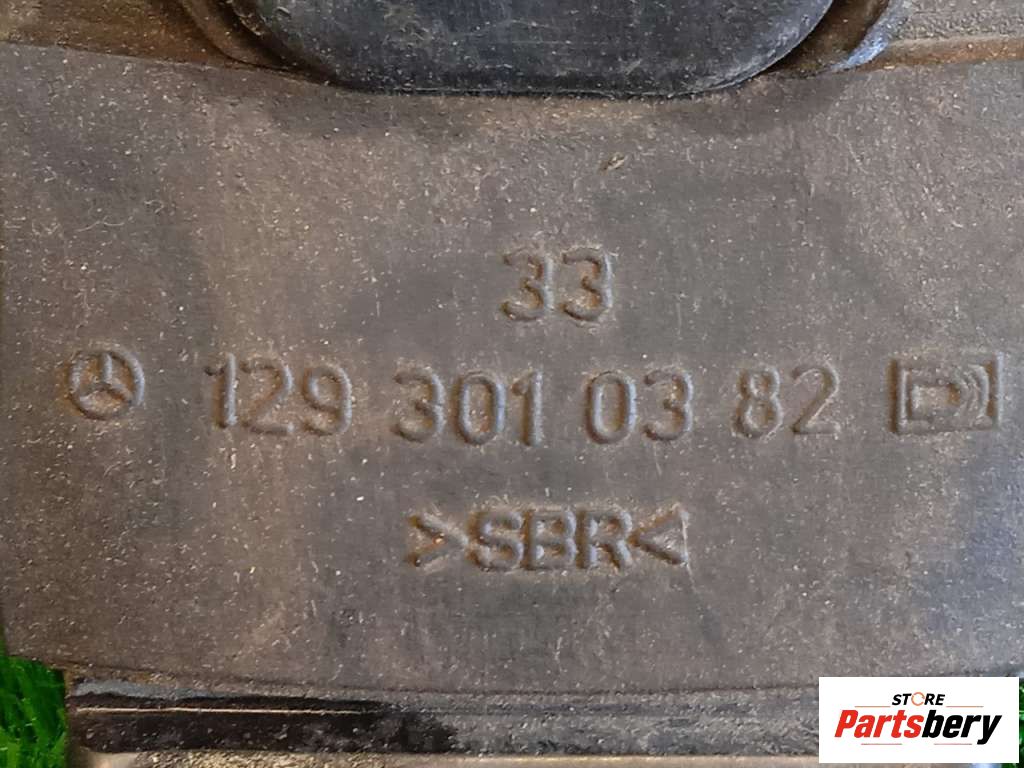 33
129 301 03 82
>SBR<
STORE
Partsbery